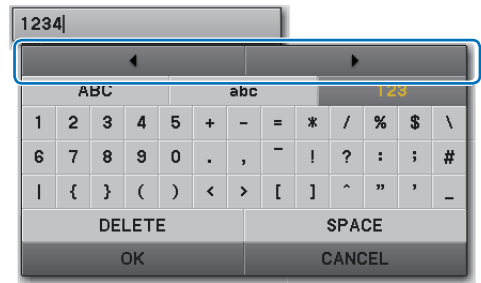 1234
◀ ▶
ABC abc 123
1 2 3 4 5 + - = * / % $ \
6 7 8 9 0 . , ‾ ! ? : ; #
| { } ( ) < > [ ] ^ " ' _
DELETE SPACE
OK CANCEL